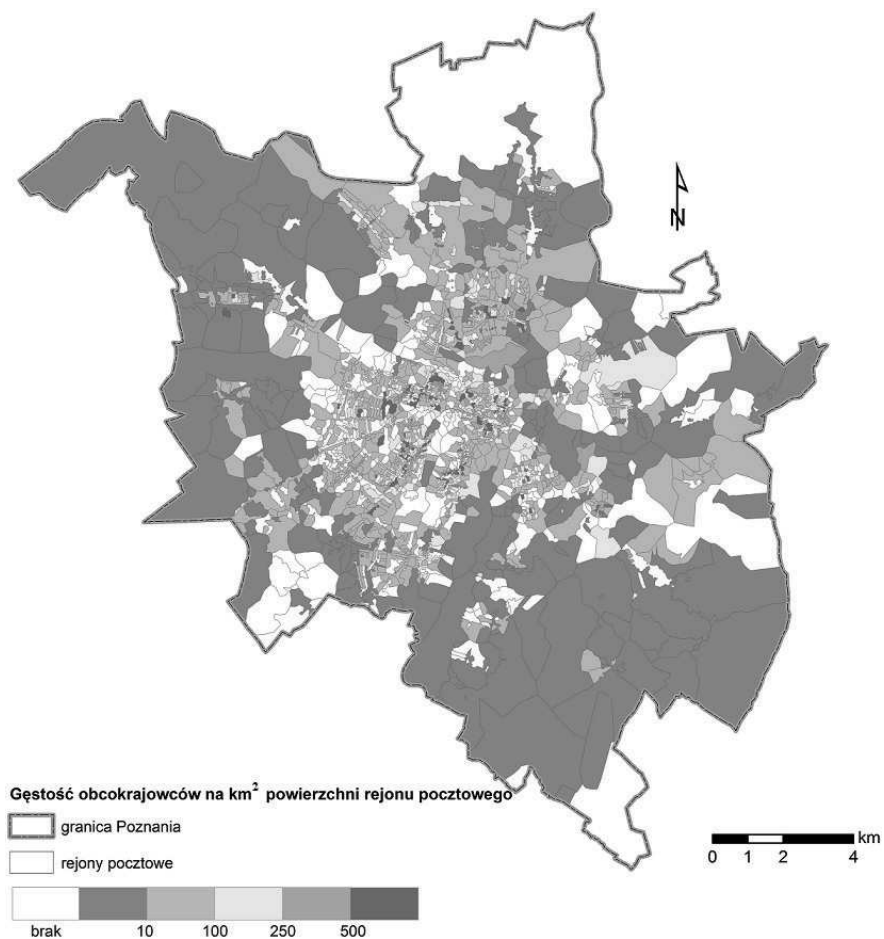 N
Gęstość obcokrajowców na km² powierzchni rejonu pocztowego
granica Poznania
rejony pocztowe
km
0 1 2 4
brak 10 100 250 500